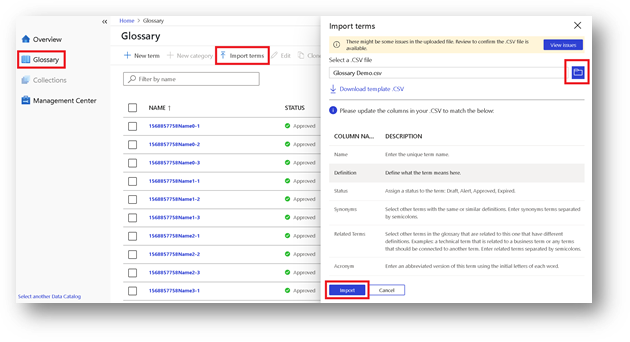 Overview
Glossary
Collections
Management Center
Select another Data Catalog
Home > Glossary
Glossary
New term
New category
Import terms
Edit
Filter by name
NAME ↑ STATUS
1568857758Name0-1 Approved
1568857758Name0-2 Approved
1568857758Name0-3 Approved
1568857758Name1-1 Approved
1568857758Name1-2 Approved
1568857758Name1-3 Approved
1568857758Name2-1 Approved
1568857758Name2-2 Approved
1568857758Name2-3 Approved
1568857758Name3-1 Approved
Import terms
There might be some issues in the uploaded file. Review to confirm the .CSV file is
available.
View issues
Select a .CSV file
Glossary Demo.csv
Download template .CSV
Please update the columns in your .CSV to match the below:
COLUMN NA... DESCRIPTION
Name Enter the unique term name.
Definition Define what the term means here.
Status Assign a status to the term: Draft, Alert, Approved, Expired.
Synonyms Select other terms with the same or similar definitions. Enter synonyms terms separated
by semicolons.
Related Terms Select other terms in the glossary that are related to this one that have different
definitions. Examples: a technical term that is related to a business term or any terms
that should be connected to another term. Enter related terms separated by semicolons.
Acronym Enter an abbreviated version of this term using the initial letters of each word.
Import Cancel